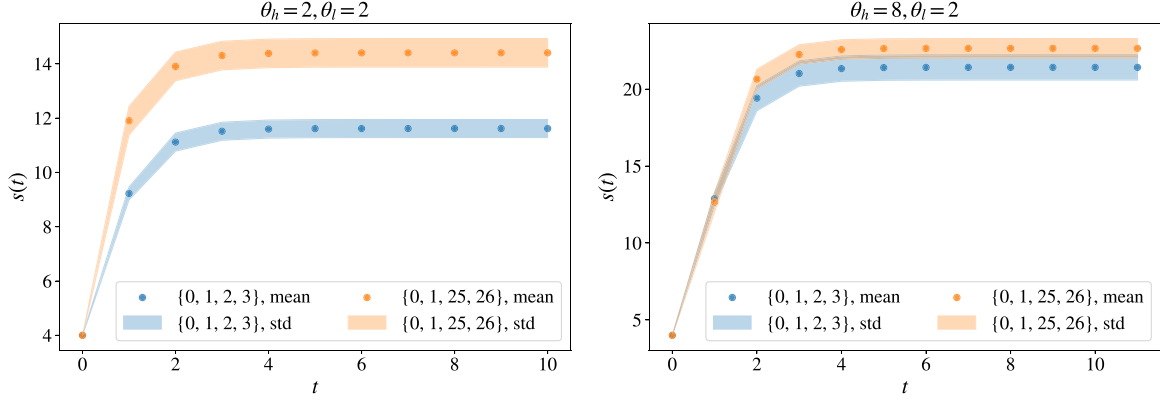 θₕ = 2, θₗ = 2
14
12
10
8
6
4
s(t)
0
2
4
6
8
10
t
{0, 1, 2, 3}, mean
{0, 1, 2, 3}, std
{0, 1, 25, 26}, mean
{0, 1, 25, 26}, std
θₕ = 8, θₗ = 2
20
15
10
5
s(t)
0
2
4
6
8
10
t
{0, 1, 2, 3}, mean
{0, 1, 2, 3}, std
{0, 1, 25, 26}, mean
{0, 1, 25, 26}, std